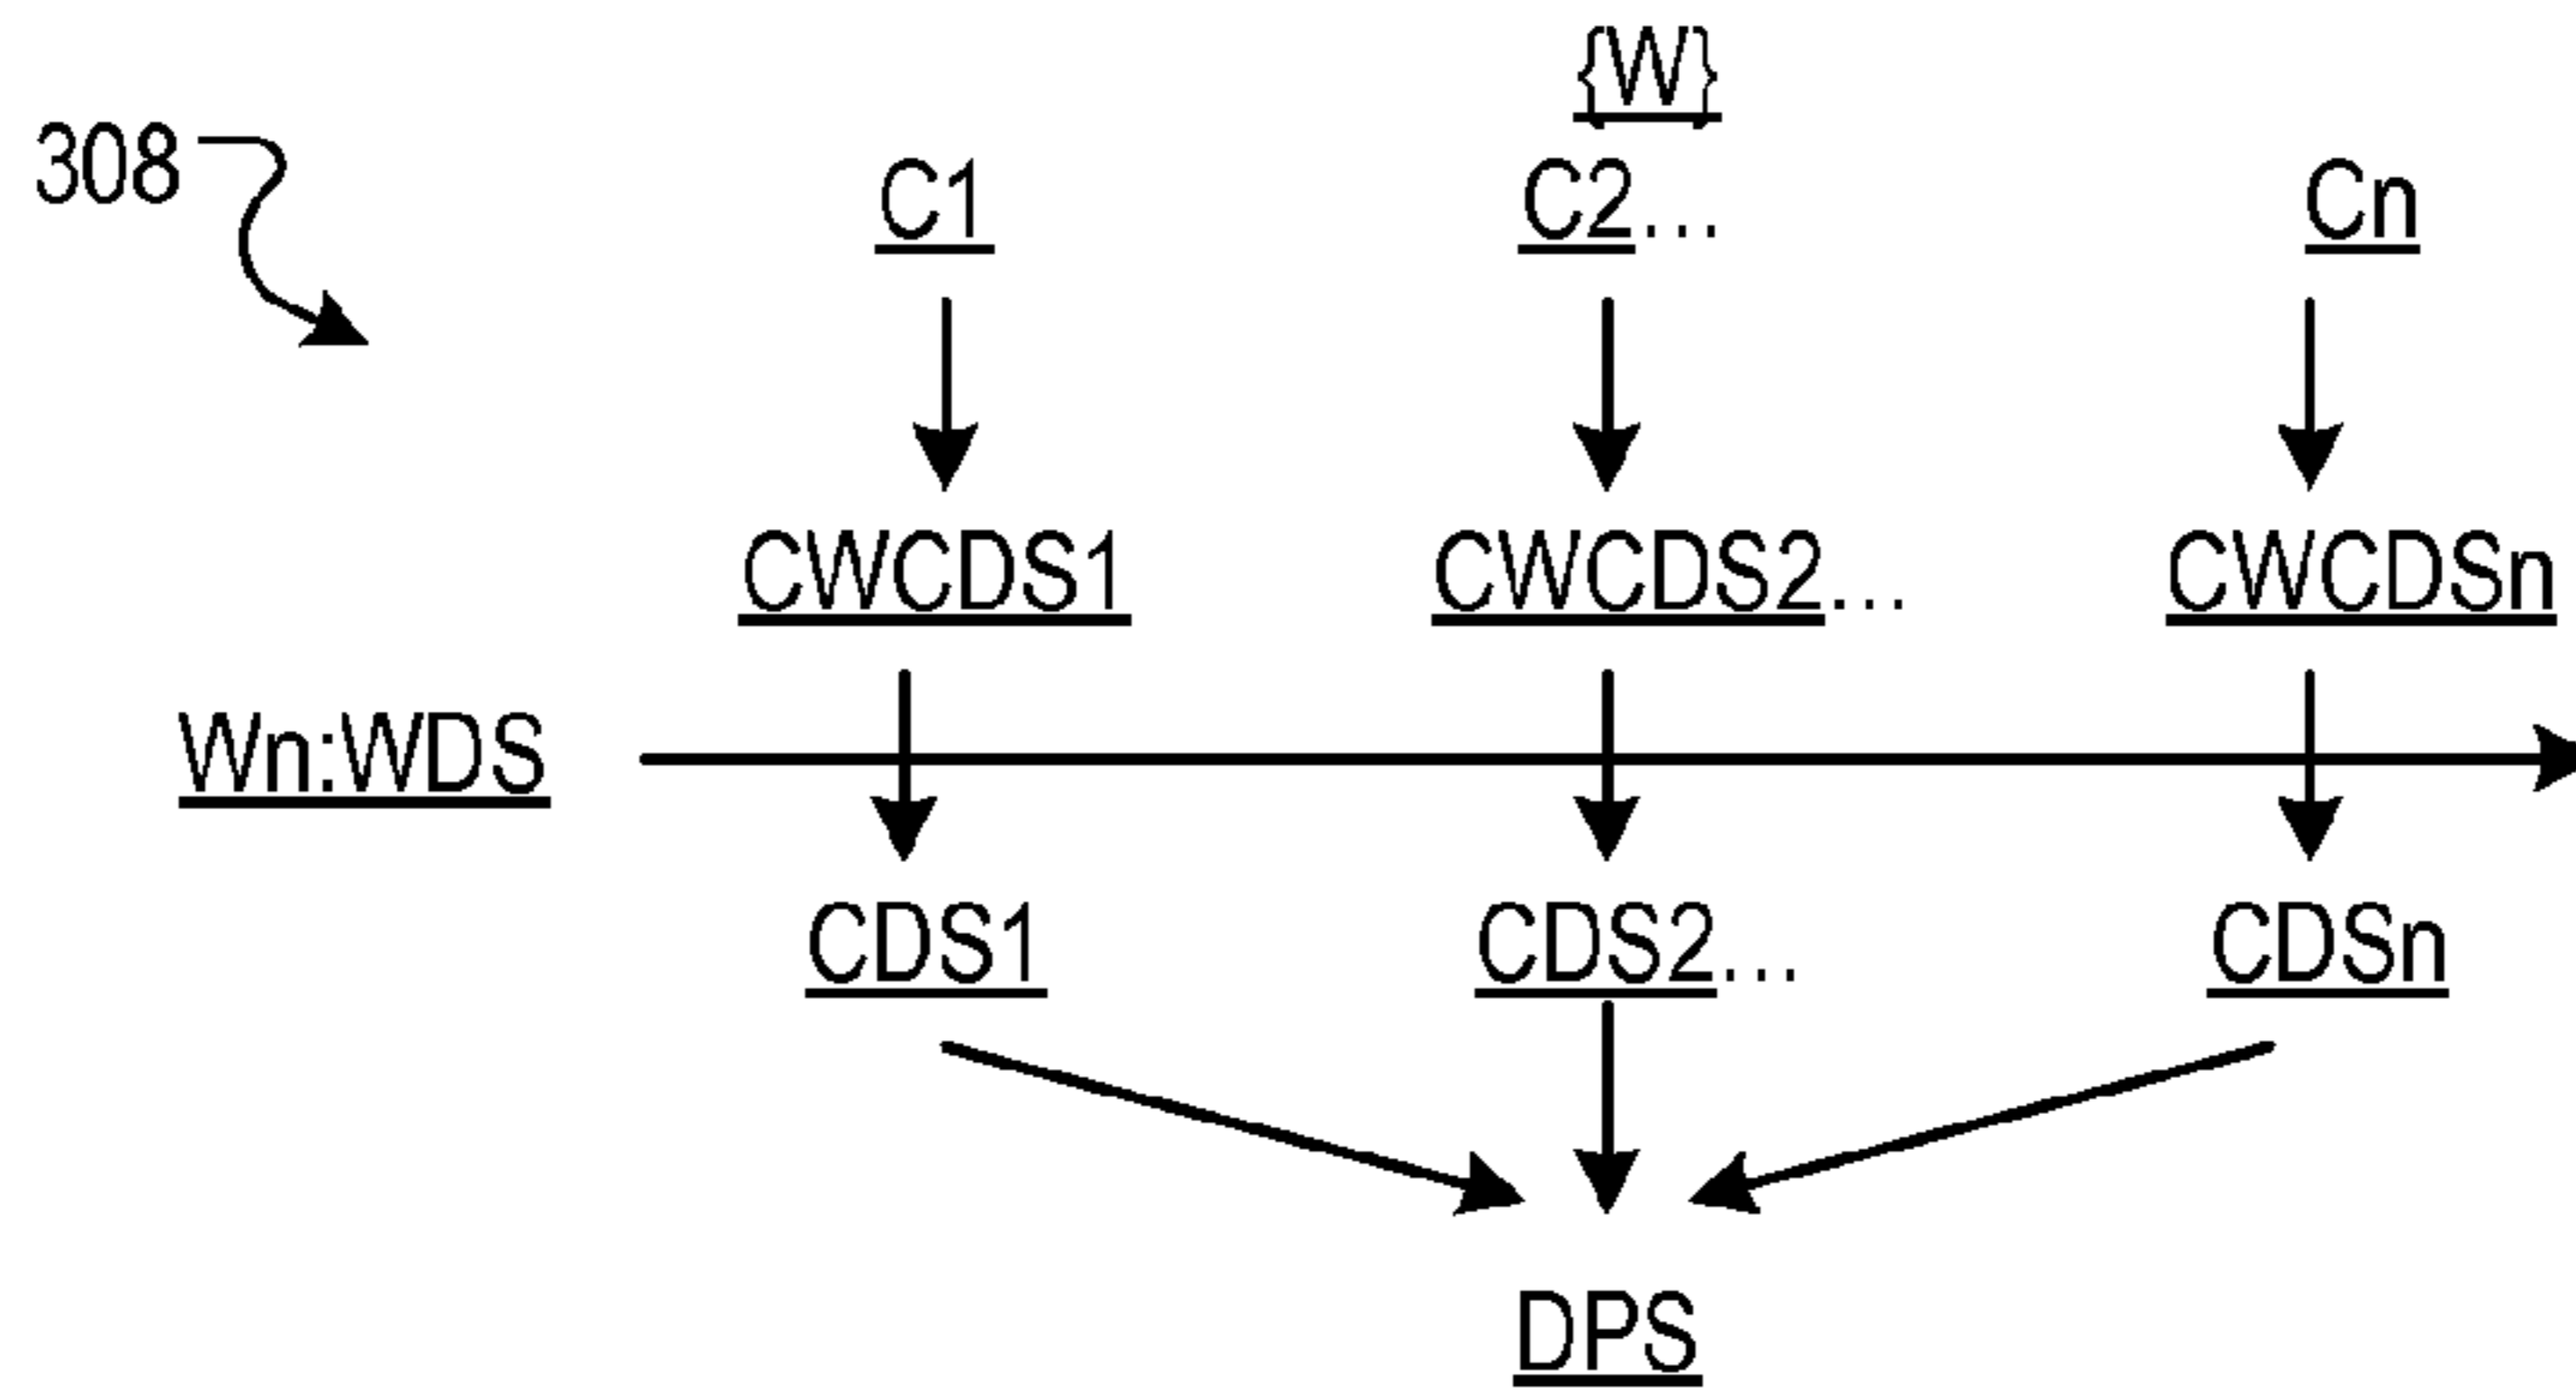 {W}
308 C1 C2... Cn
CWCDS1 CWCDS2... CWCDSn
Wn:WDS
CDS1 CDS2... CDSn
DPS